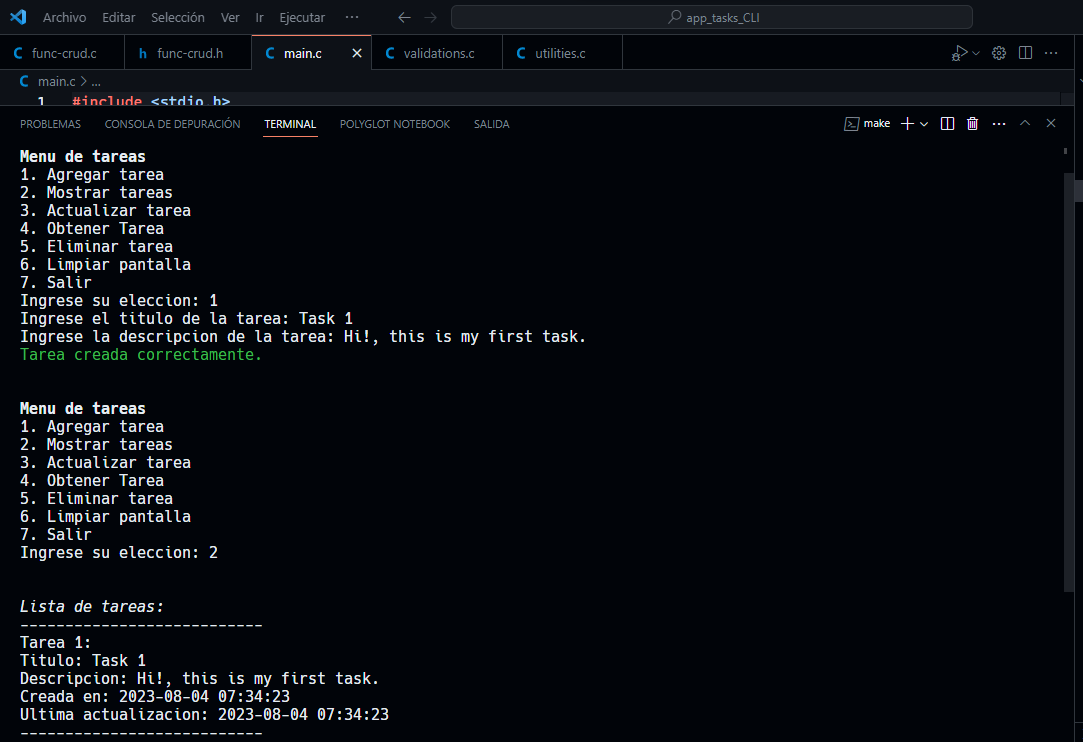 Archivo Editar Selección Ver Ir Ejecutar ··· app_tasks_CLI
C func-crud.c h func-crud.h C main.c C validations.c C utilities.c
C main.c > ...
1 #include <stdio.h>
PROBLEMAS CONSOLA DE DEPURACIÓN TERMINAL POLYGLOT NOTEBOOK SALIDA make
Menu de tareas
1. Agregar tarea
2. Mostrar tareas
3. Actualizar tarea
4. Obtener Tarea
5. Eliminar tarea
6. Limpiar pantalla
7. Salir
Ingrese su eleccion: 1
Ingrese el titulo de la tarea: Task 1
Ingrese la descripcion de la tarea: Hi!, this is my first task.
Tarea creada correctamente.
Menu de tareas
1. Agregar tarea
2. Mostrar tareas
3. Actualizar tarea
4. Obtener Tarea
5. Eliminar tarea
6. Limpiar pantalla
7. Salir
Ingrese su eleccion: 2
Lista de tareas:
---------------------------
Tarea 1:
Titulo: Task 1
Descripcion: Hi!, this is my first task.
Creada en: 2023-08-04 07:34:23
Ultima actualizacion: 2023-08-04 07:34:23
---------------------------